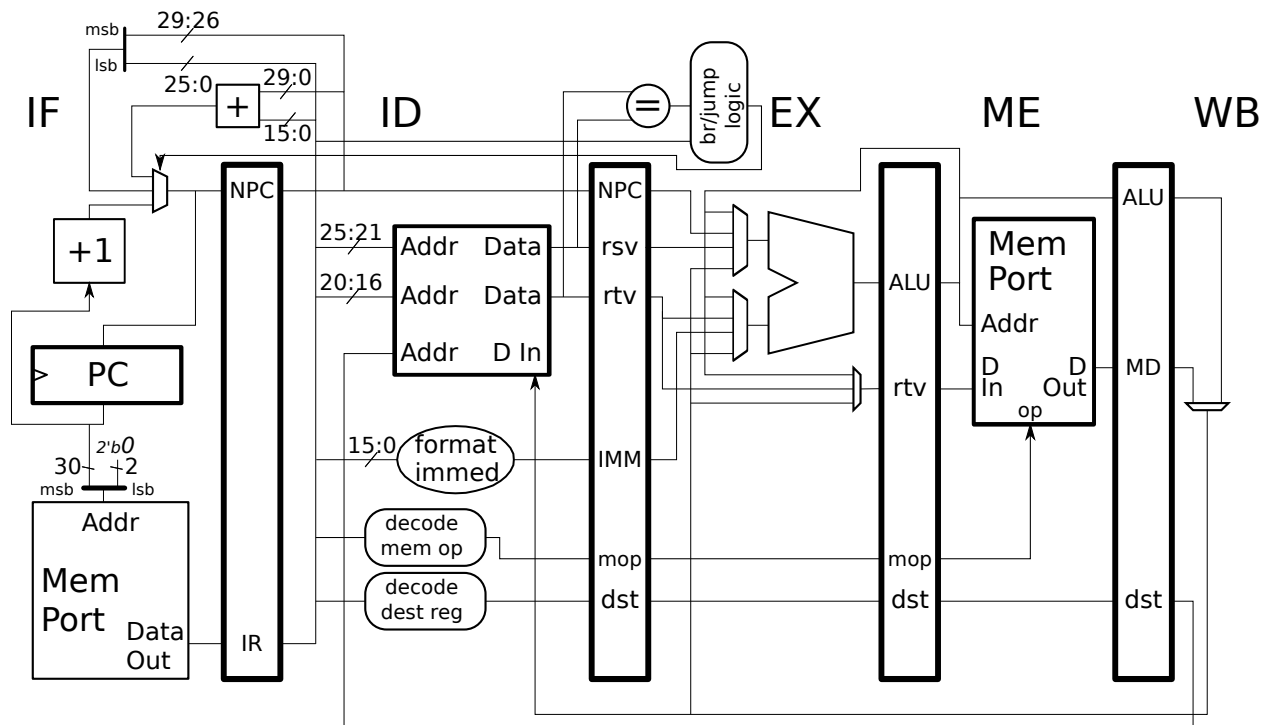 29:26
msb
lsb
25:0
29:0
+
15:0
IF
ID
=
br/jump
logic
EX
ME
WB
NPC
NPC
ALU
+1
25:21
Addr
Data
rsv
20:16
Addr
Data
rtv
Addr
D In
ALU
Mem
Port
Addr
D
In
D
Out
op
MD
PC
rtv
2'b0
30
2
msb
lsb
15:0
format
immed
IMM
Addr
Mem
Port
Data
Out
IR
decode
mem op
mop
mop
decode
dest reg
dst
dst
dst